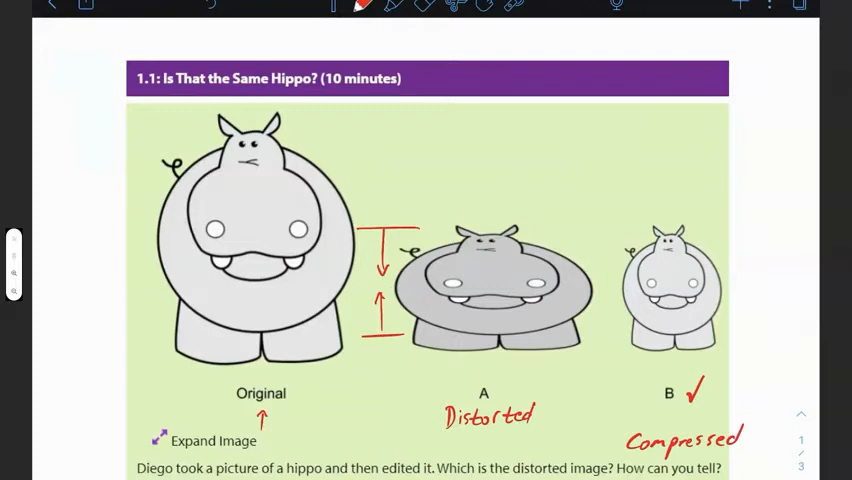 1.1: Is That the Same Hippo? (10 minutes)
Original
A
B
Distorted
Compressed
Expand Image
Diego took a picture of a hippo and then edited it. Which is the distorted image? How can you tell?
1
/
3